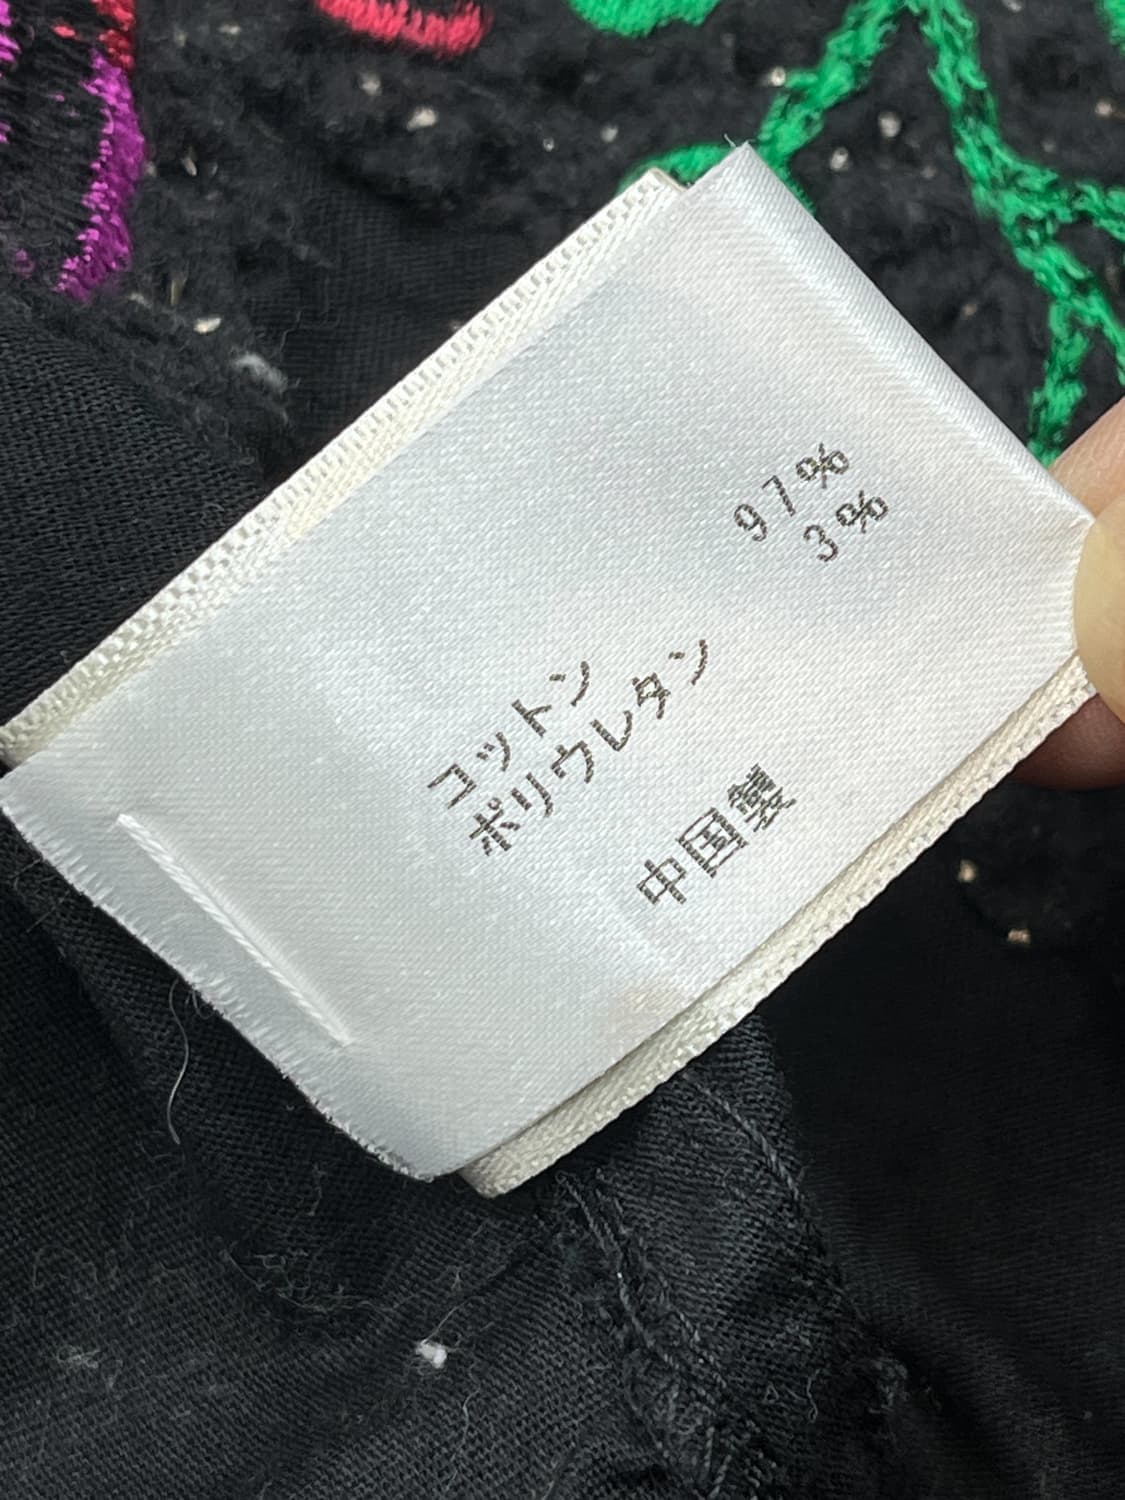 コットン 97%
ポリウレタン 3%
中国製